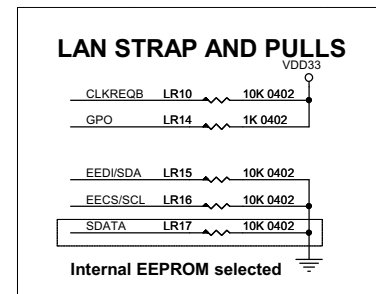 LAN STRAP AND PULLS
VDD33
CLKREQB LR10 10K 0402
GPO LR14 1K 0402
EEDI/SDA LR15 10K 0402
EECS/SCL LR16 10K 0402
SDATA LR17 10K 0402
Internal EEPROM selected